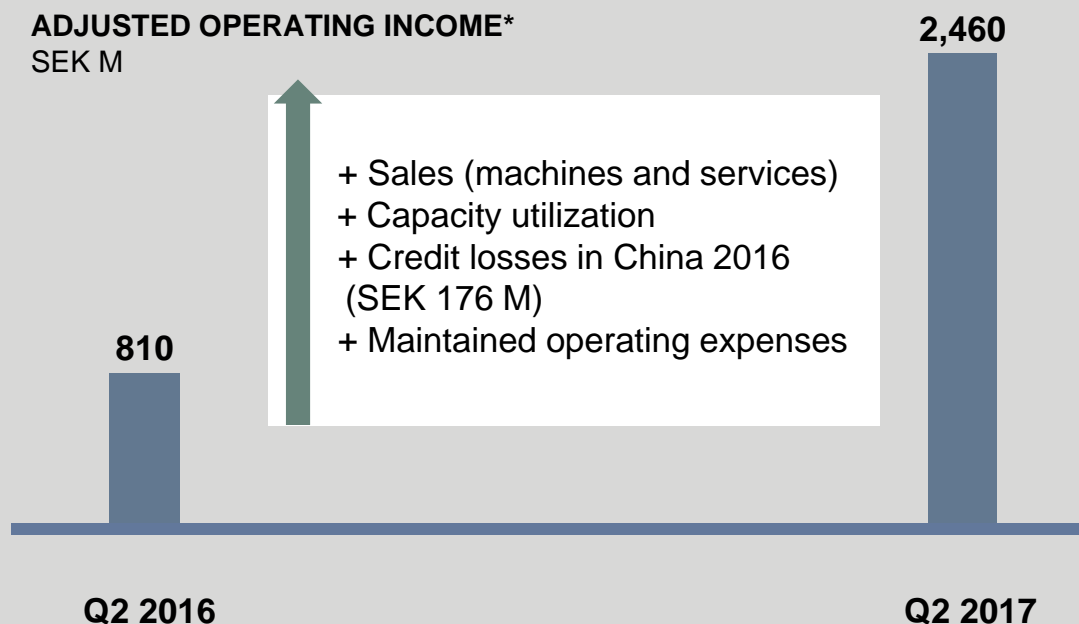 ADJUSTED OPERATING INCOME*
SEK M
2,460
+ Sales (machines and services)
+ Capacity utilization
+ Credit losses in China 2016
(SEK 176 M)
+ Maintained operating expenses
810
Q2 2016
Q2 2017